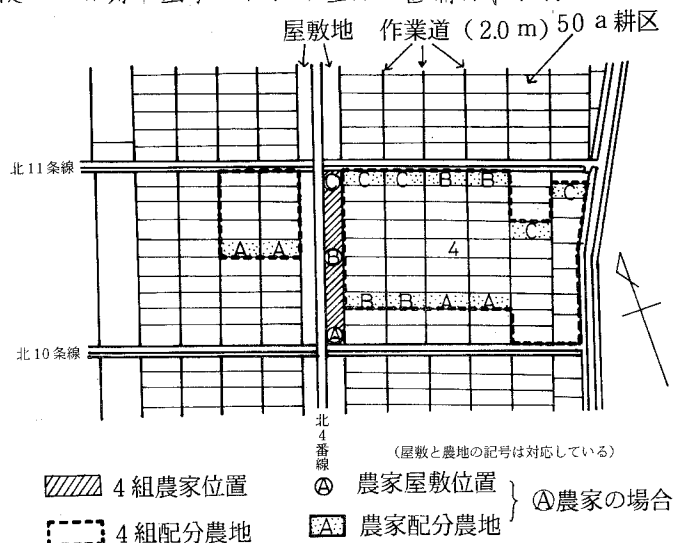 屋敷地 作業道(2.0m) 50a耕区
北11条線
C C C B B C
C
A A B 4
B B A A
A
北10条線
北4番線
(屋敷と農地の記号は対応している)
4組農家位置 Ⓐ 農家屋敷位置
4組配分農地 A 農家配分農地 } Ⓐ農家の場合